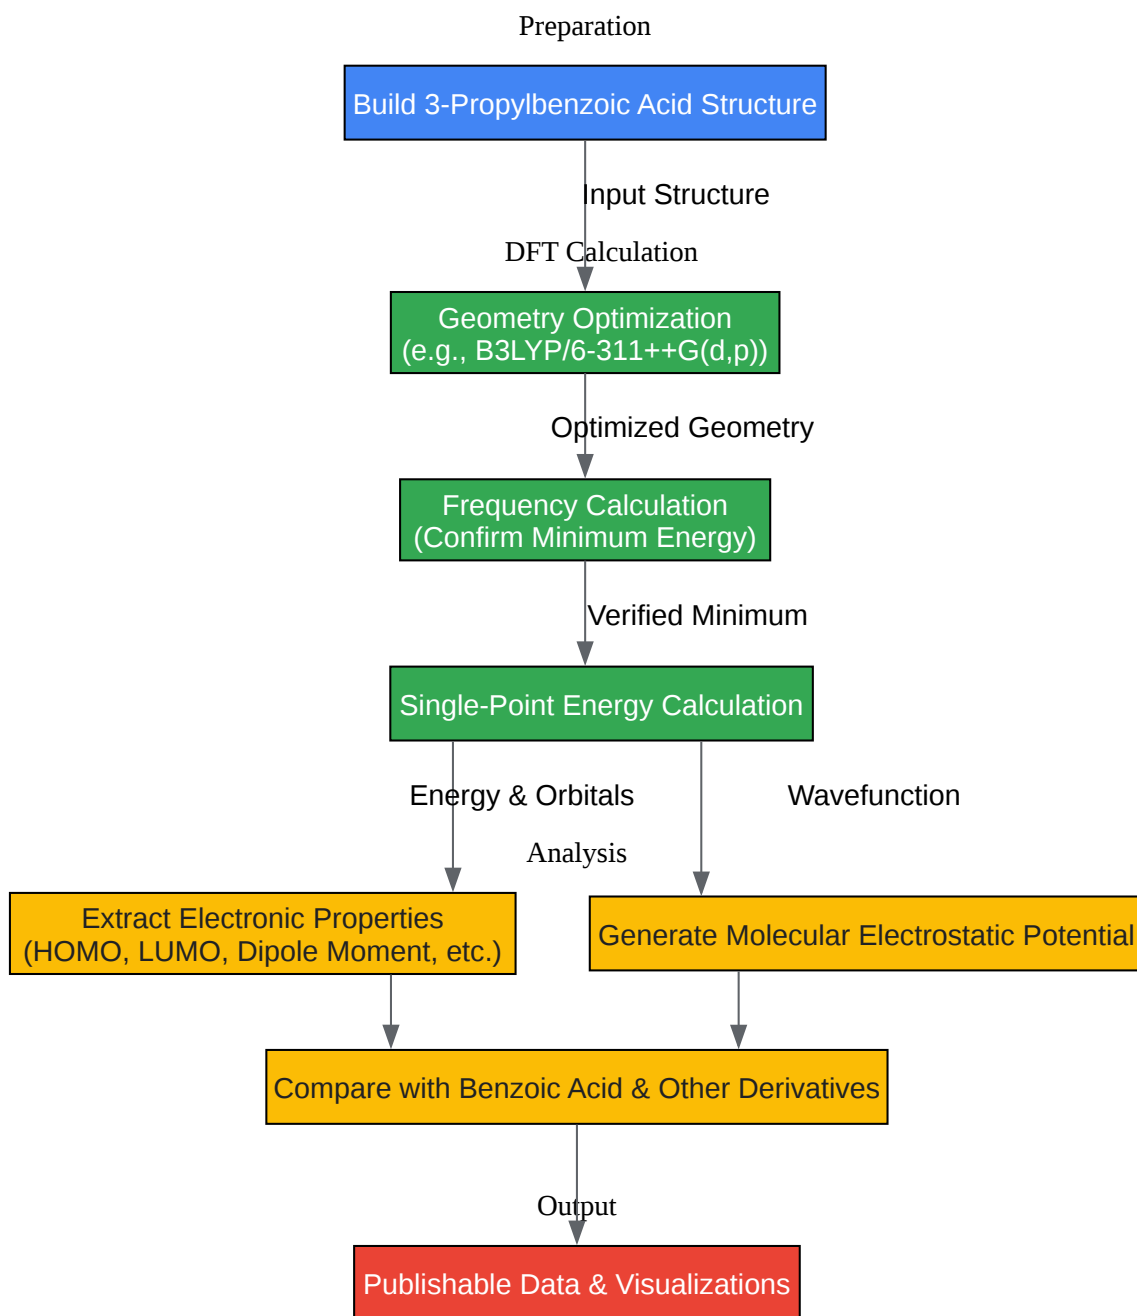 Preparation
Build 3-Propylbenzoic Acid Structure
Input Structure
DFT Calculation
Geometry Optimization
(e.g., B3LYP/6-311++G(d,p))
Optimized Geometry
Frequency Calculation
(Confirm Minimum Energy)
Verified Minimum
Single-Point Energy Calculation
Energy & Orbitals
Wavefunction
Analysis
Extract Electronic Properties
(HOMO, LUMO, Dipole Moment, etc.)
Generate Molecular Electrostatic Potential
Compare with Benzoic Acid & Other Derivatives
Output
Publishable Data & Visualizations